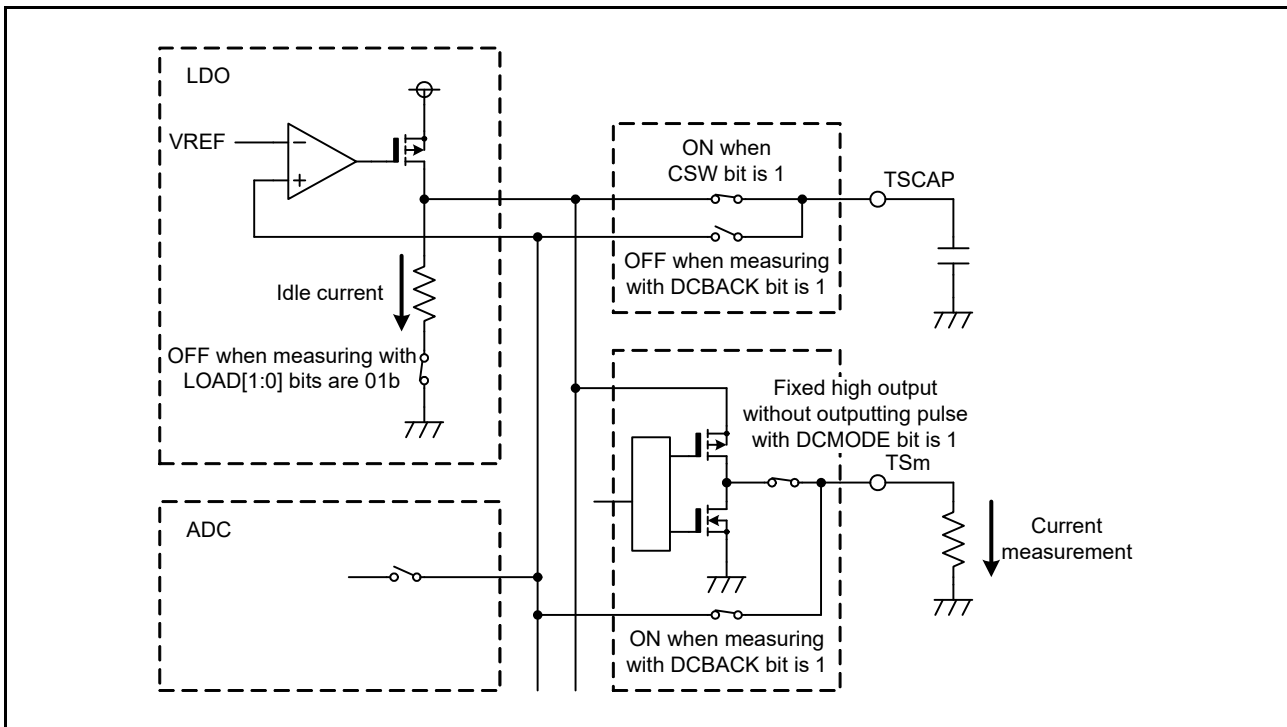 LDO
VREF
−
+
Idle current
OFF when measuring with
LOAD[1:0] bits are 01b
ON when
CSW bit is 1
TSCAP
OFF when measuring
with DCBACK bit is 1
Fixed high output
without outputting pulse
with DCMODE bit is 1
TSm
Current
measurement
ADC
ON when measuring
with DCBACK bit is 1